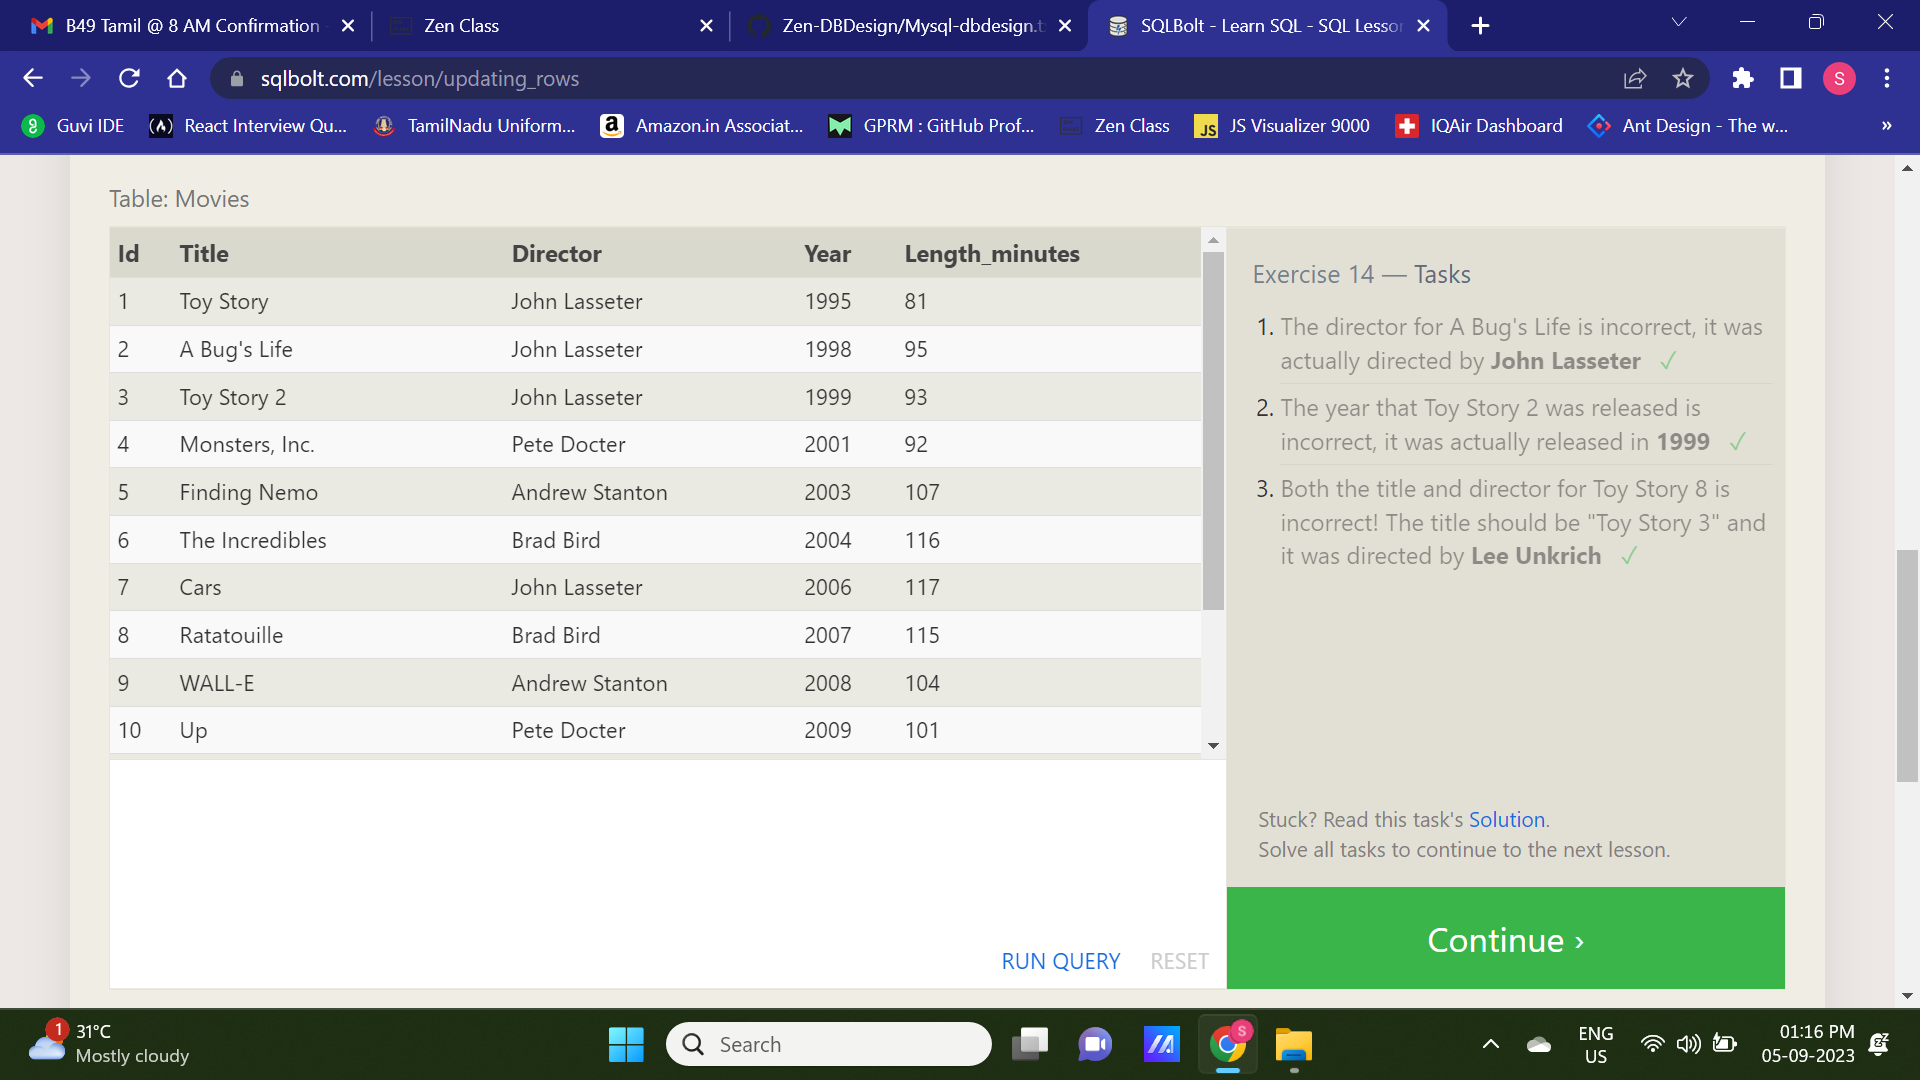 B49 Tamil @ 8 AM Confirmation
Zen Class
Zen-DBDesign/Mysql-dbdesign.t
SQLBolt - Learn SQL - SQL Lesson
sqlbolt.com/lesson/updating_rows
S
Guvi IDE
React Interview Qu...
TamilNadu Uniform...
Amazon.in Associat...
GPRM : GitHub Prof...
Zen Class
JS Visualizer 9000
IQAir Dashboard
Ant Design - The w...
»
Table: Movies
Id Title Director Year Length_minutes
1 Toy Story John Lasseter 1995 81
2 A Bug's Life John Lasseter 1998 95
3 Toy Story 2 John Lasseter 1999 93
4 Monsters, Inc. Pete Docter 2001 92
5 Finding Nemo Andrew Stanton 2003 107
6 The Incredibles Brad Bird 2004 116
7 Cars John Lasseter 2006 117
8 Ratatouille Brad Bird 2007 115
9 WALL-E Andrew Stanton 2008 104
10 Up Pete Docter 2009 101
RUN QUERY RESET
Exercise 14 — Tasks
1. The director for A Bug's Life is incorrect, it was
actually directed by John Lasseter ✓
2. The year that Toy Story 2 was released is
incorrect, it was actually released in 1999 ✓
3. Both the title and director for Toy Story 8 is
incorrect! The title should be "Toy Story 3" and
it was directed by Lee Unkrich ✓
Stuck? Read this task's Solution.
Solve all tasks to continue to the next lesson.
Continue ›
1
31°C
Mostly cloudy
Search
S
ENG
US
01:16 PM
05-09-2023